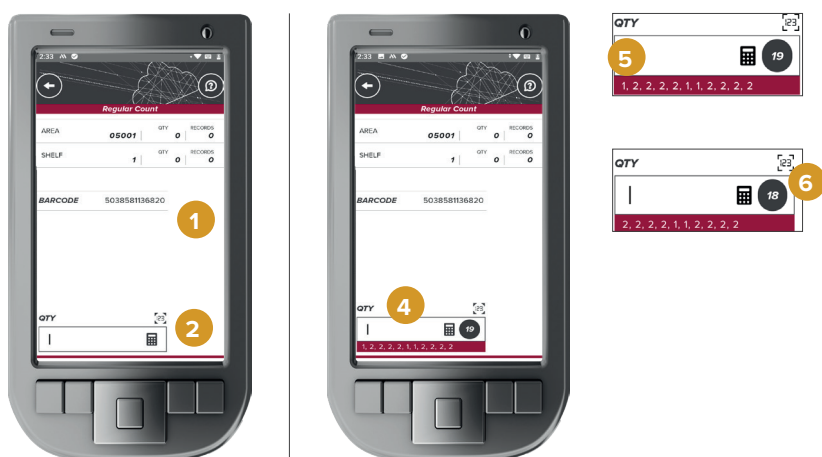 2:33
Regular Count
AREA 05001 QTY 0 RECORDS 0
SHELF 1 QTY 0 RECORDS 0
BARCODE 5038581136820
1
QTY 123
2
2:33
Regular Count
AREA 05001 QTY 0 RECORDS 0
SHELF 1 QTY 0 RECORDS 0
BARCODE 5038581136820
4
QTY 123
19
1, 2, 2, 2, 2, 1, 1, 2, 2, 2, 2
QTY 123
5
19
1, 2, 2, 2, 2, 1, 1, 2, 2, 2, 2
QTY 123
6
18
2, 2, 2, 2, 1, 1, 2, 2, 2, 2